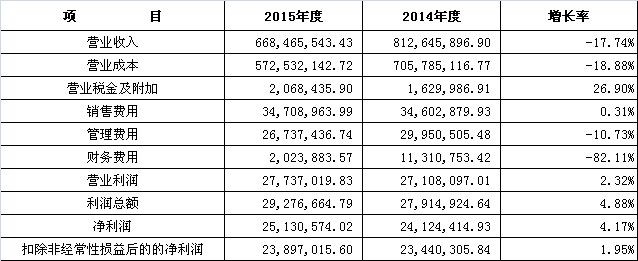 项 目 2015年度 2014年度 增长率
营业收入 668,465,543.43 812,645,896.90 -17.74%
营业成本 572,532,142.72 705,785,116.77 -18.88%
营业税金及附加 2,068,435.90 1,629,986.91 26.90%
销售费用 34,708,963.99 34,602,879.93 0.31%
管理费用 26,737,436.74 29,950,505.48 -10.73%
财务费用 2,023,883.57 11,310,753.42 -82.11%
营业利润 27,737,019.83 27,108,097.01 2.32%
利润总额 29,276,664.79 27,914,924.64 4.88%
净利润 25,130,574.02 24,124,414.93 4.17%
扣除非经常性损益后的的净利润 23,897,015.60 23,440,305.84 1.95%